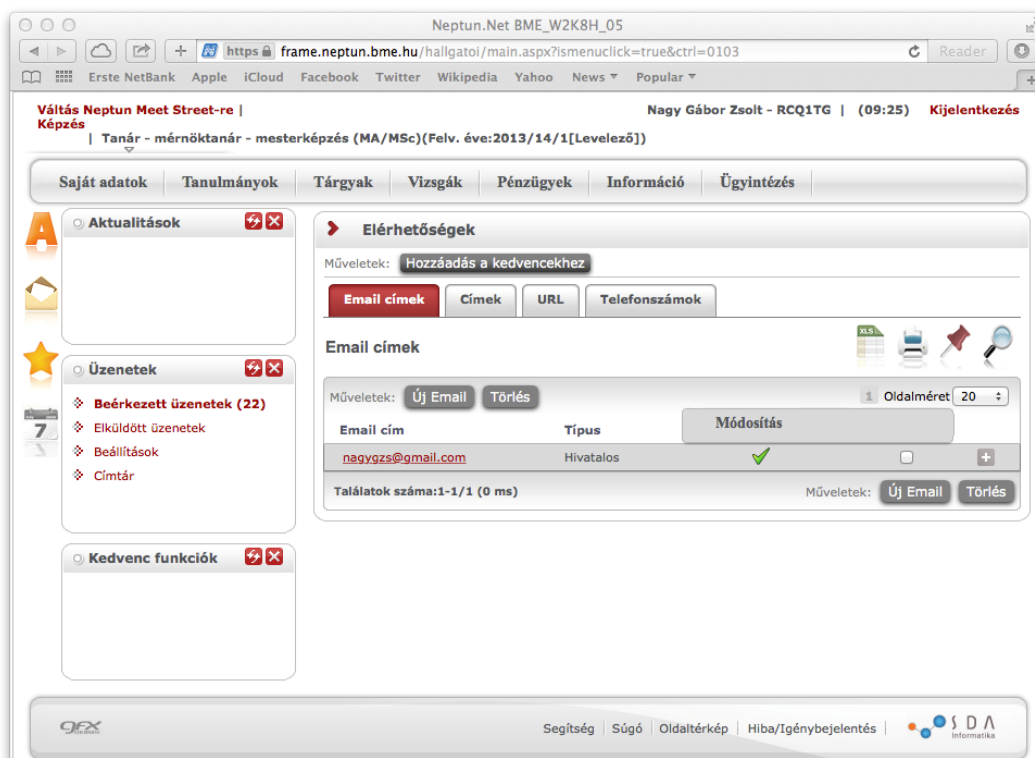 Neptun.Net BME_W2K8H_05
https frame.neptun.bme.hu/hallgatoi/main.aspx?ismenuclick=true&ctrl=0103 Reader
Erste NetBank Apple iCloud Facebook Twitter Wikipedia Yahoo News Popular
Váltás Neptun Meet Street-re | Nagy Gábor Zsolt - RCQ1TG | (09:25) Kijelentkezés
Képzés
| Tanár - mérnöktanár - mesterképzés (MA/MSc)(Felv. éve:2013/14/1[Levelező])
Saját adatok Tanulmányok Tárgyak Vizsgák Pénzügyek Információ Ügyintézés
A
Aktualitások
Üzenetek
Beérkezett üzenetek (22)
Elküldött üzenetek
Beállítások
Címtár
7
Kedvenc funkciók
Elérhetőségek
Műveletek: Hozzáadás a kedvencekhez
Email címek Címek URL Telefonszámok
Email címek
XLS
Műveletek: Új Email Törlés 1 Oldalméret 20
Email cím Típus Módosítás
nagygzs@gmail.com Hivatalos
Találatok száma:1-1/1 (0 ms) Műveletek: Új Email Törlés
gfx Segítség Súgó Oldaltérkép Hiba/Igénybejelentés SDA
Informatika